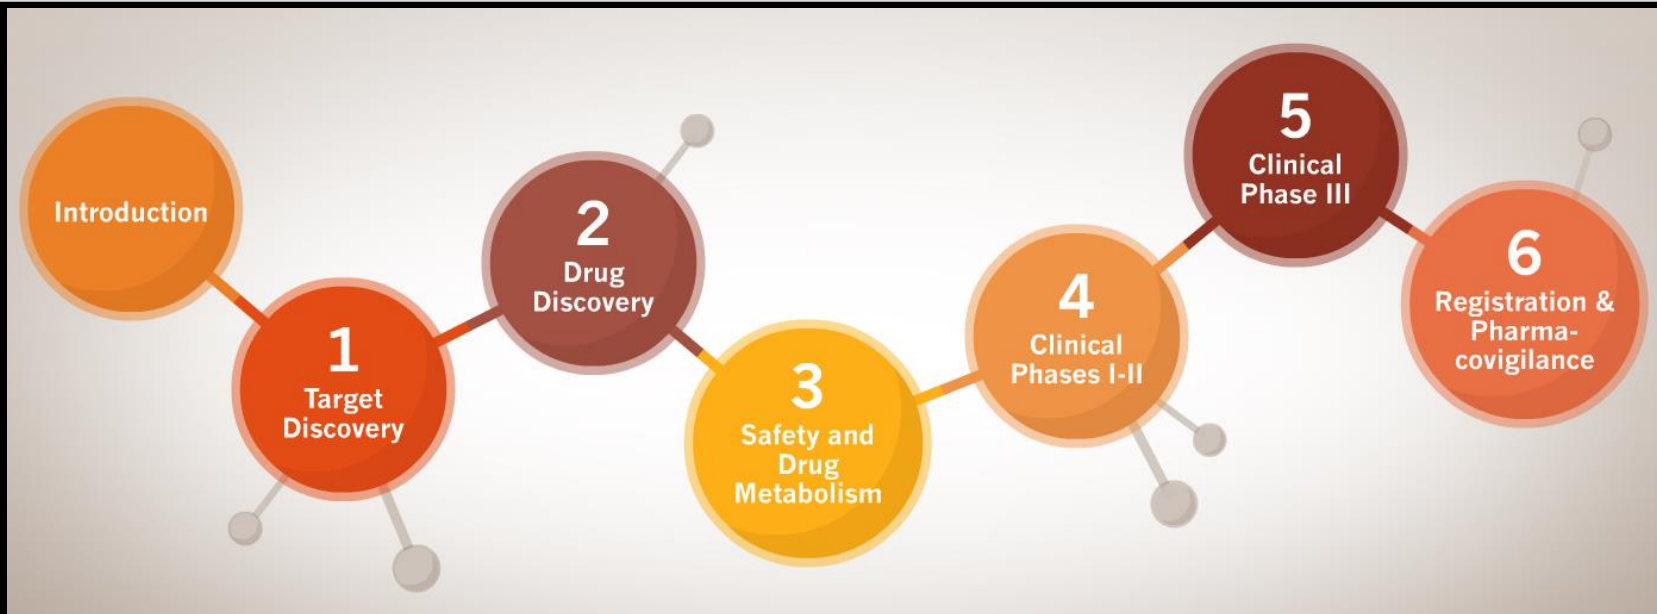 Introduction
1
Target
Discovery
2
Drug
Discovery
3
Safety and
Drug
Metabolism
4
Clinical
Phases I-II
5
Clinical
Phase III
6
Registration &
Pharma-
covigilance